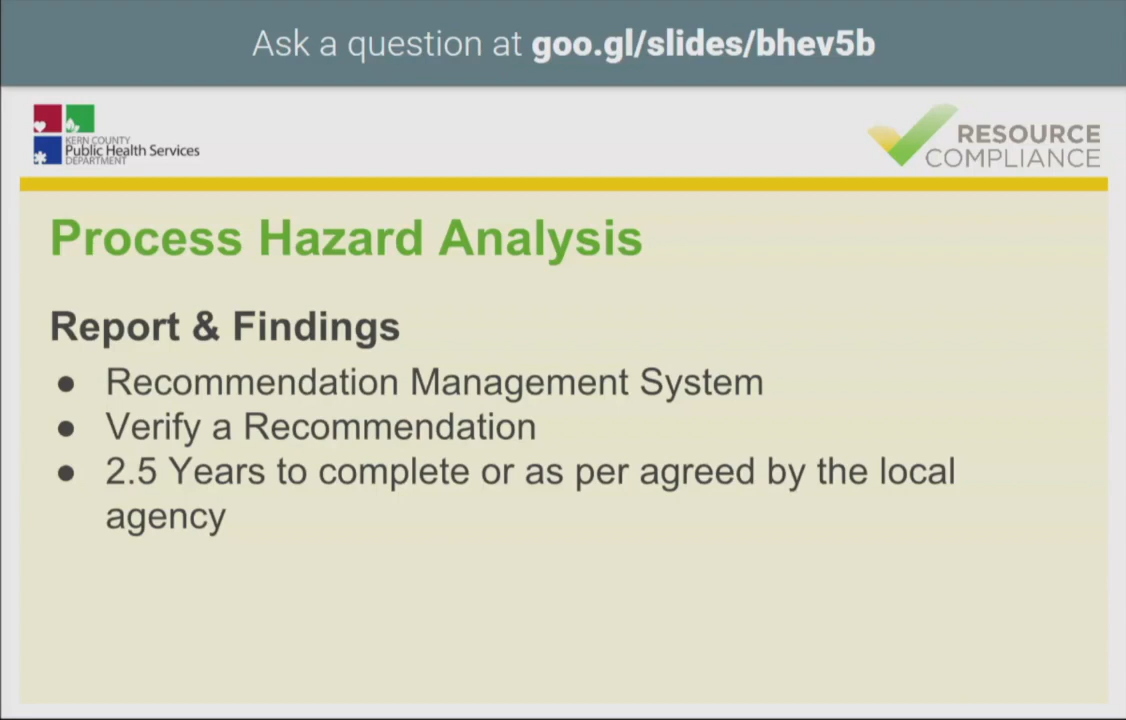 Ask a question at goo.gl/slides/bhev5b
KERN COUNTY
Public Health Services
DEPARTMENT
RESOURCE
COMPLIANCE
Process Hazard Analysis
Report & Findings
● Recommendation Management System
● Verify a Recommendation
● 2.5 Years to complete or as per agreed by the local
agency